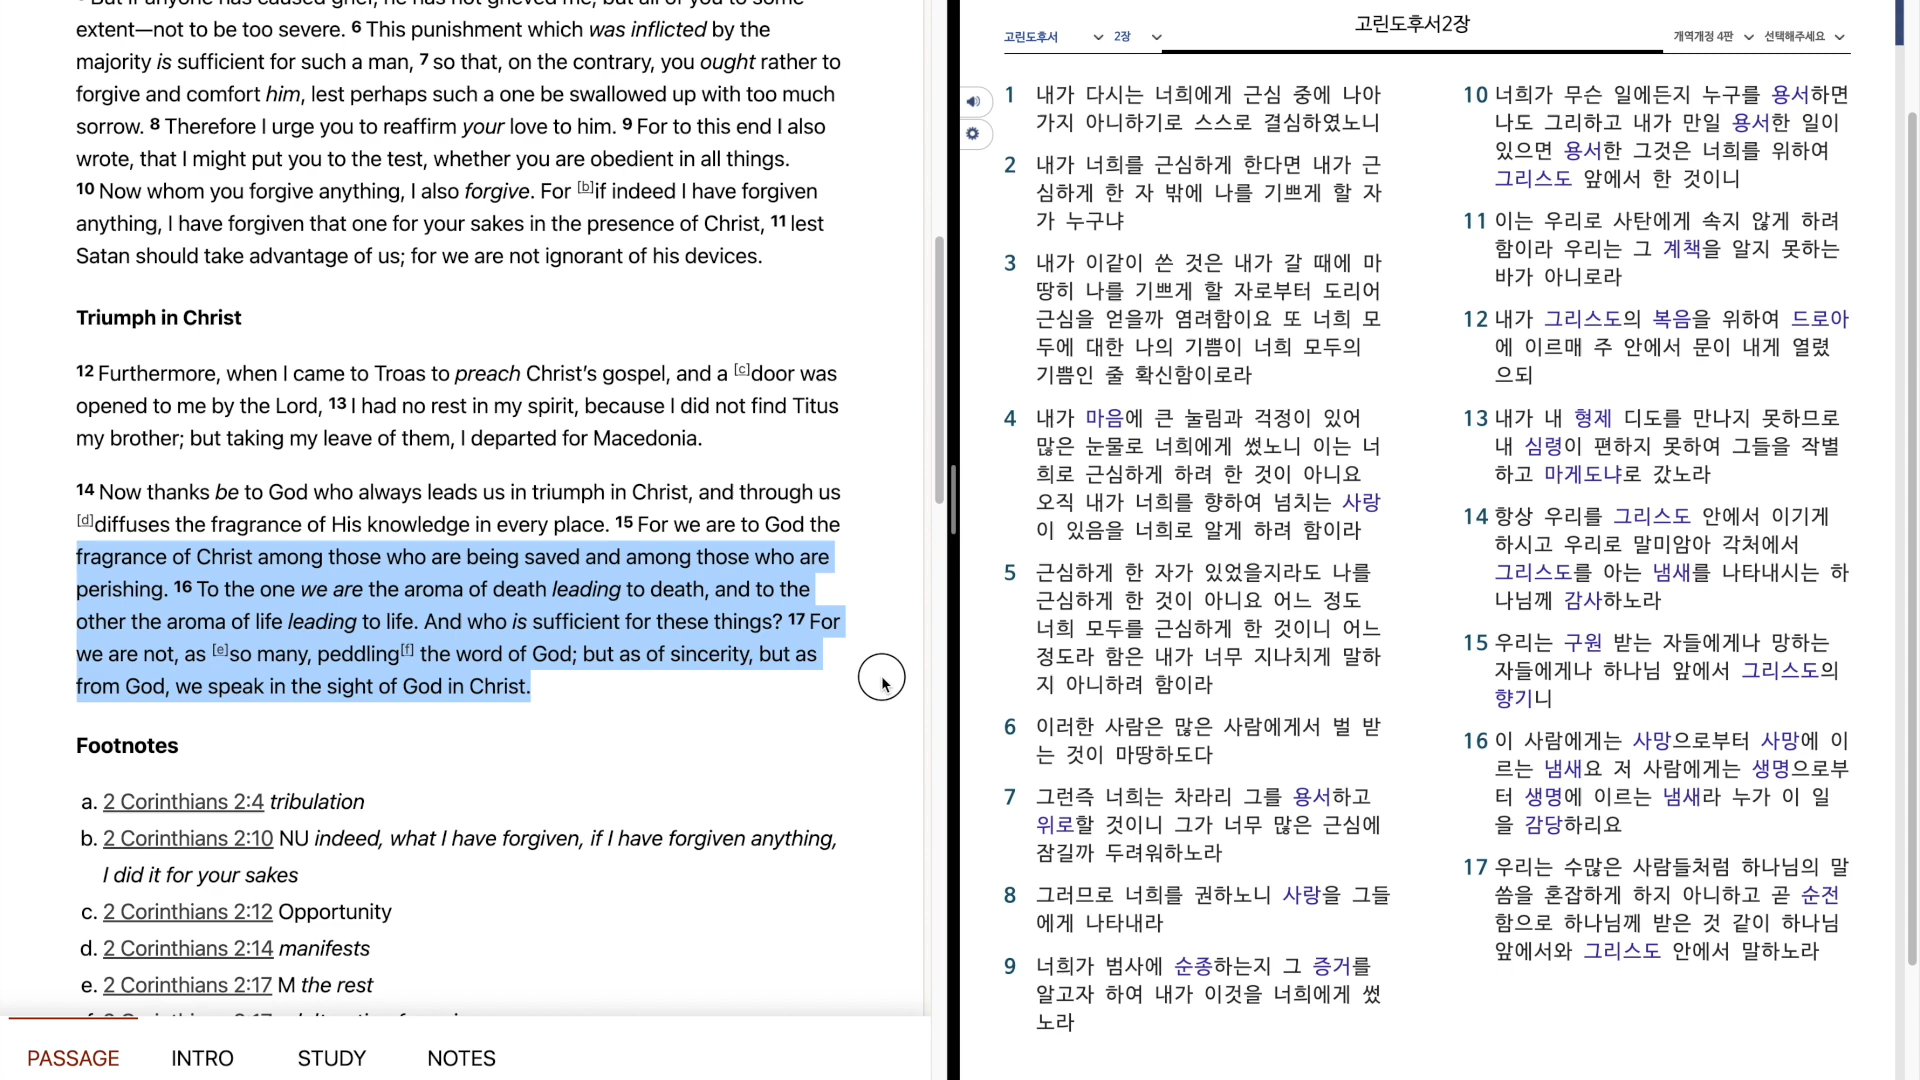 extent—not to be too severe. 6 This punishment which was inflicted by the
majority is sufficient for such a man, 7 so that, on the contrary, you ought rather to
forgive and comfort him, lest perhaps such a one be swallowed up with too much
sorrow. 8 Therefore I urge you to reaffirm your love to him. 9 For to this end I also
wrote, that I might put you to the test, whether you are obedient in all things.
10 Now whom you forgive anything, I also forgive. For [b]if indeed I have forgiven
anything, I have forgiven that one for your sakes in the presence of Christ, 11 lest
Satan should take advantage of us; for we are not ignorant of his devices.
Triumph in Christ
12 Furthermore, when I came to Troas to preach Christ's gospel, and a [c]door was
opened to me by the Lord, 13 I had no rest in my spirit, because I did not find Titus
my brother; but taking my leave of them, I departed for Macedonia.
14 Now thanks be to God who always leads us in triumph in Christ, and through us
[d]diffuses the fragrance of His knowledge in every place. 15 For we are to God the
fragrance of Christ among those who are being saved and among those who are
perishing. 16 To the one we are the aroma of death leading to death, and to the
other the aroma of life leading to life. And who is sufficient for these things? 17 For
we are not, as [e]so many, peddling[f] the word of God; but as of sincerity, but as
from God, we speak in the sight of God in Christ.
Footnotes
a. 2 Corinthians 2:4 tribulation
b. 2 Corinthians 2:10 NU indeed, what I have forgiven, if I have forgiven anything,
I did it for your sakes
c. 2 Corinthians 2:12 Opportunity
d. 2 Corinthians 2:14 manifests
e. 2 Corinthians 2:17 M the rest
PASSAGE INTRO STUDY NOTES
고린도후서2장
고린도후서 2장 개역개정 4판 선택해주세요
1 내가 다시는 너희에게 근심 중에 나아
가지 아니하기로 스스로 결심하였노니
2 내가 너희를 근심하게 한다면 내가 근
심하게 한 자 밖에 나를 기쁘게 할 자
가 누구냐
3 내가 이같이 쓴 것은 내가 갈 때에 마
땅히 나를 기쁘게 할 자로부터 도리어
근심을 얻을까 염려함이요 또 너희 모
두에 대한 나의 기쁨이 너희 모두의
기쁨인 줄 확신함이로라
4 내가 마음에 큰 눌림과 걱정이 있어
많은 눈물로 너희에게 썼노니 이는 너
희로 근심하게 하려 한 것이 아니요
오직 내가 너희를 향하여 넘치는 사랑
이 있음을 너희로 알게 하려 함이라
5 근심하게 한 자가 있었을지라도 나를
근심하게 한 것이 아니요 어느 정도
너희 모두를 근심하게 한 것이니 어느
정도라 함은 내가 너무 지나치게 말하
지 아니하려 함이라
6 이러한 사람은 많은 사람에게서 벌 받
는 것이 마땅하도다
7 그런즉 너희는 차라리 그를 용서하고
위로할 것이니 그가 너무 많은 근심에
잠길까 두려워하노라
8 그러므로 너희를 권하노니 사랑을 그들
에게 나타내라
9 너희가 범사에 순종하는지 그 증거를
알고자 하여 내가 이것을 너희에게 썼
노라
10 너희가 무슨 일에든지 누구를 용서하면
나도 그리하고 내가 만일 용서한 일이
있으면 용서한 그것은 너희를 위하여
그리스도 앞에서 한 것이니
11 이는 우리로 사탄에게 속지 않게 하려
함이라 우리는 그 계책을 알지 못하는
바가 아니로라
12 내가 그리스도의 복음을 위하여 드로아
에 이르매 주 안에서 문이 내게 열렸
으되
13 내가 내 형제 디도를 만나지 못하므로
내 심령이 편하지 못하여 그들을 작별
하고 마게도냐로 갔노라
14 항상 우리를 그리스도 안에서 이기게
하시고 우리로 말미암아 각처에서
그리스도를 아는 냄새를 나타내시는 하
나님께 감사하노라
15 우리는 구원 받는 자들에게나 망하는
자들에게나 하나님 앞에서 그리스도의
향기니
16 이 사람에게는 사망으로부터 사망에 이
르는 냄새요 저 사람에게는 생명으로부
터 생명에 이르는 냄새라 누가 이 일
을 감당하리요
17 우리는 수많은 사람들처럼 하나님의 말
씀을 혼잡하게 하지 아니하고 곧 순전
함으로 하나님께 받은 것 같이 하나님
앞에서와 그리스도 안에서 말하노라